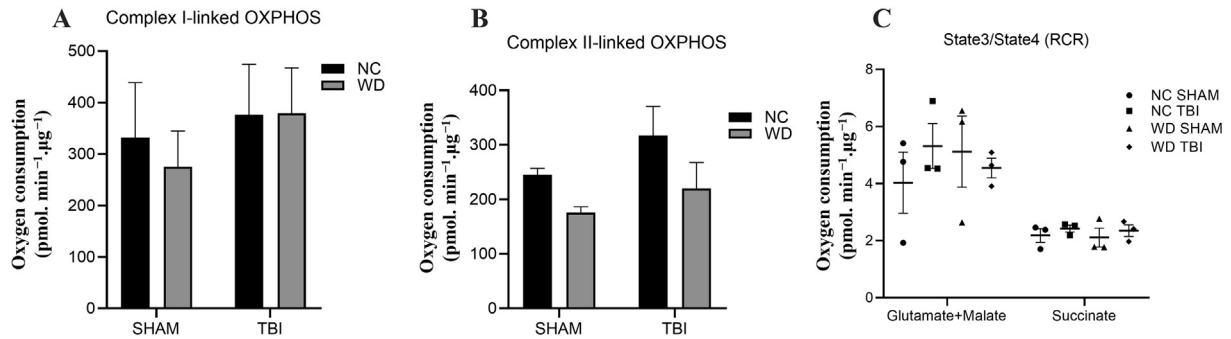 A
Complex I-linked OXPHOS
Oxygen consumption
(pmol. min⁻¹.µg⁻¹)
500
400
300
200
100
0
SHAM
TBI
NC
WD
B
Complex II-linked OXPHOS
Oxygen consumption
(pmol. min⁻¹.µg⁻¹)
400
300
200
100
0
SHAM
TBI
NC
WD
C
State3/State4 (RCR)
Oxygen consumption
(pmol. min⁻¹.µg⁻¹)
8
6
4
2
0
Glutamate+Malate
Succinate
NC SHAM
NC TBI
WD SHAM
WD TBI